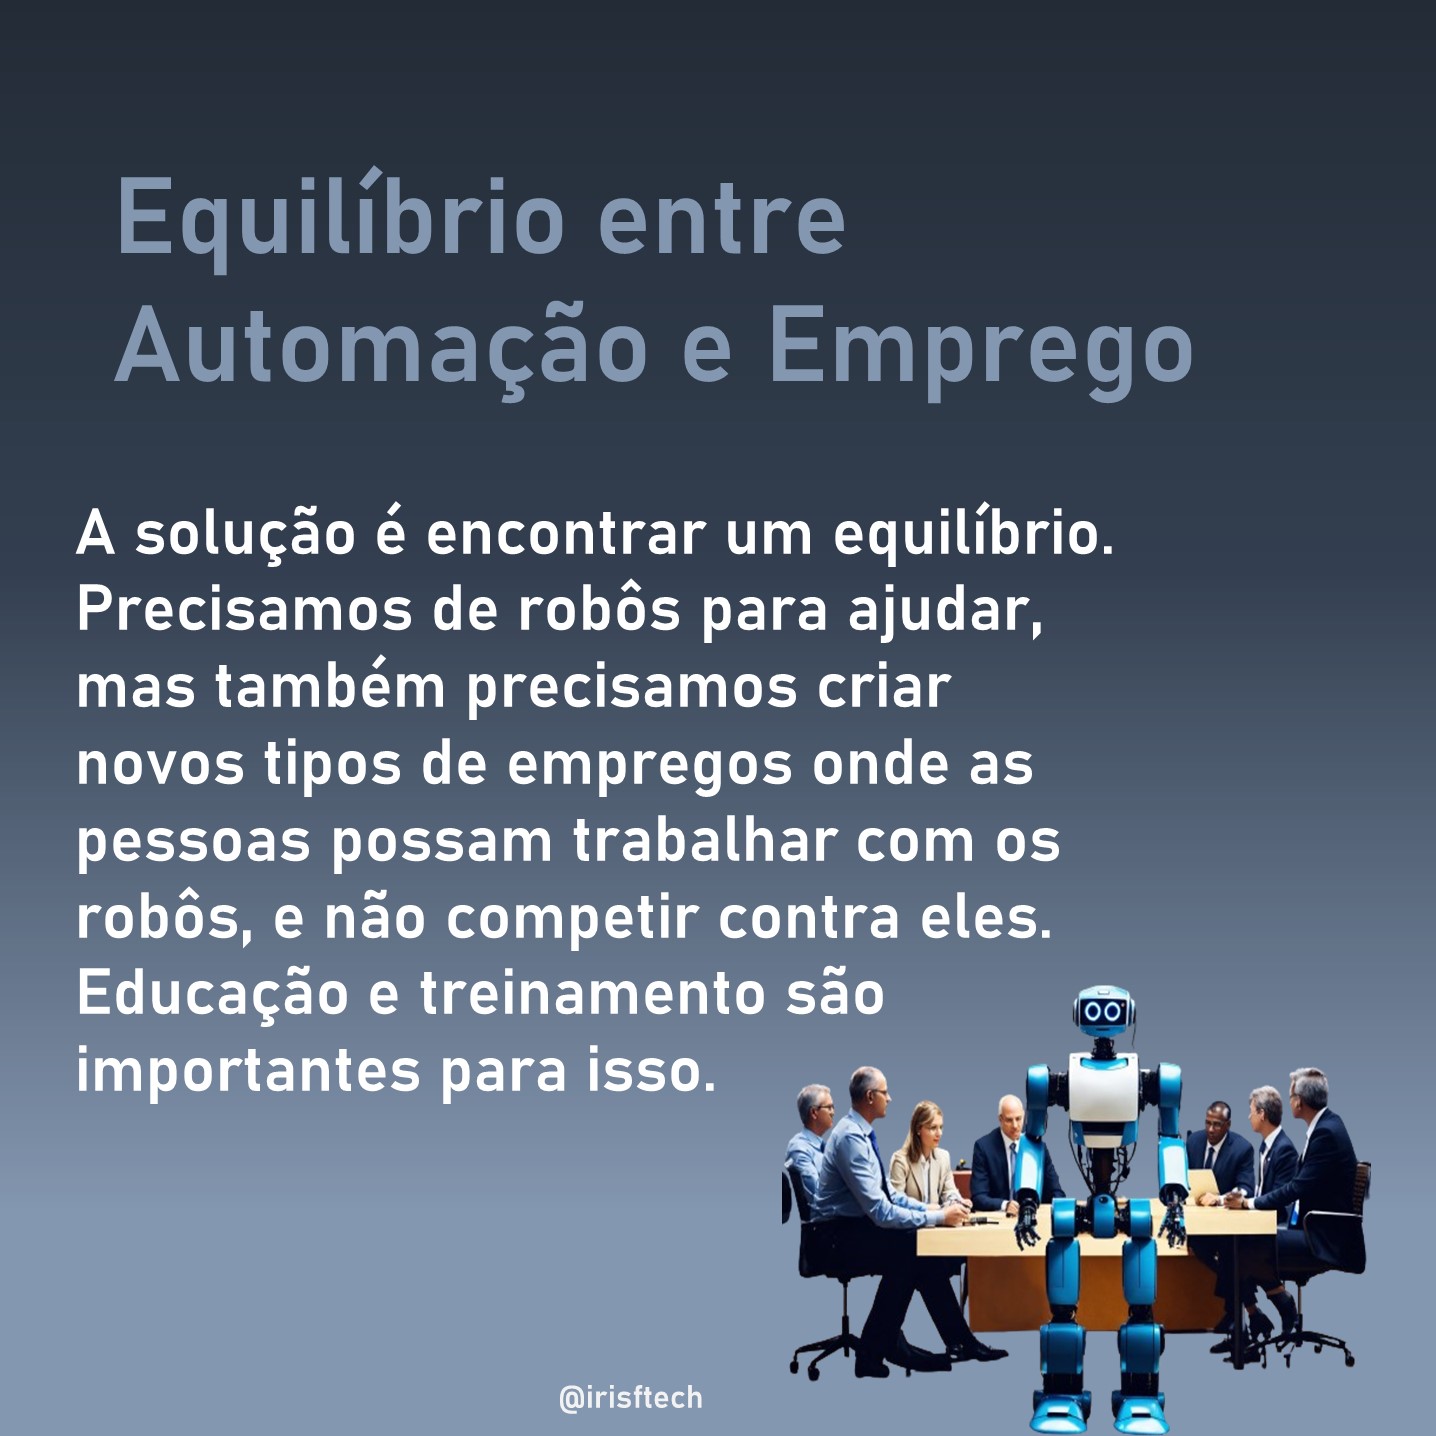 Equilíbrio entre
Automação e Emprego
A solução é encontrar um equilíbrio.
Precisamos de robôs para ajudar,
mas também precisamos criar
novos tipos de empregos onde as
pessoas possam trabalhar com os
robôs, e não competir contra eles.
Educação e treinamento são
importantes para isso.
@irisftech